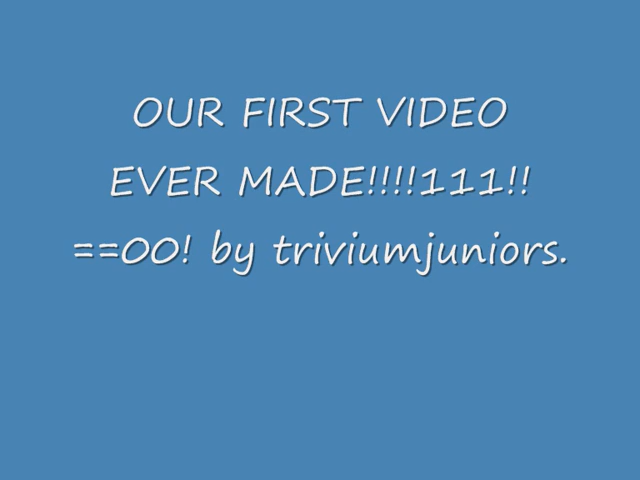 OUR FIRST VIDEO
EVER MADE!!!!111!!
==OO! by triviumjuniors.